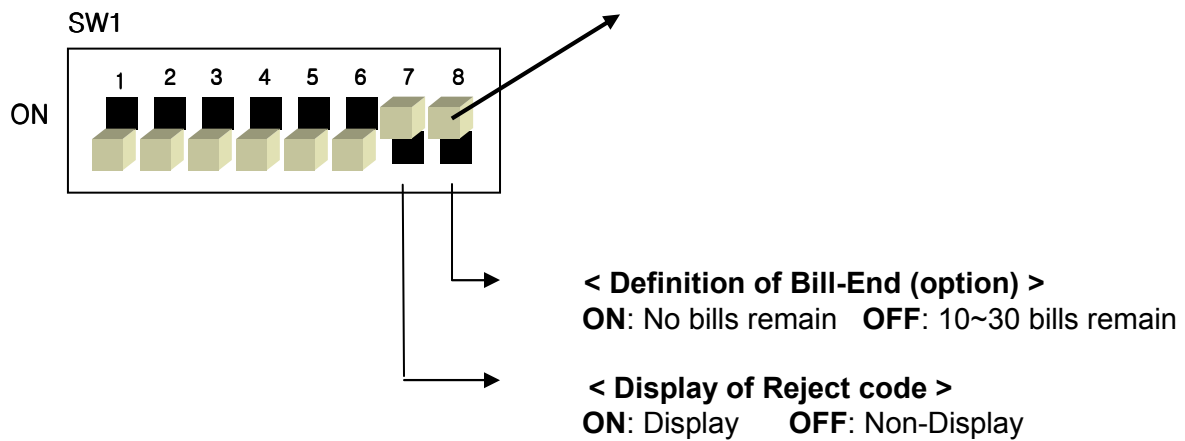 SW1
1 2 3 4 5 6 7 8
ON
< Definition of Bill-End (option) >
ON: No bills remain OFF: 10~30 bills remain
< Display of Reject code >
ON: Display OFF: Non-Display